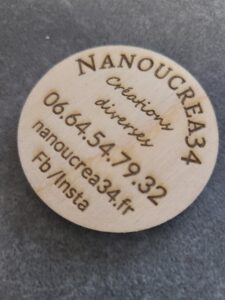 NANOUCREA34
Créations
diverses
06.64.54.79.32
nanoucrea34.fr
Fb/Insta